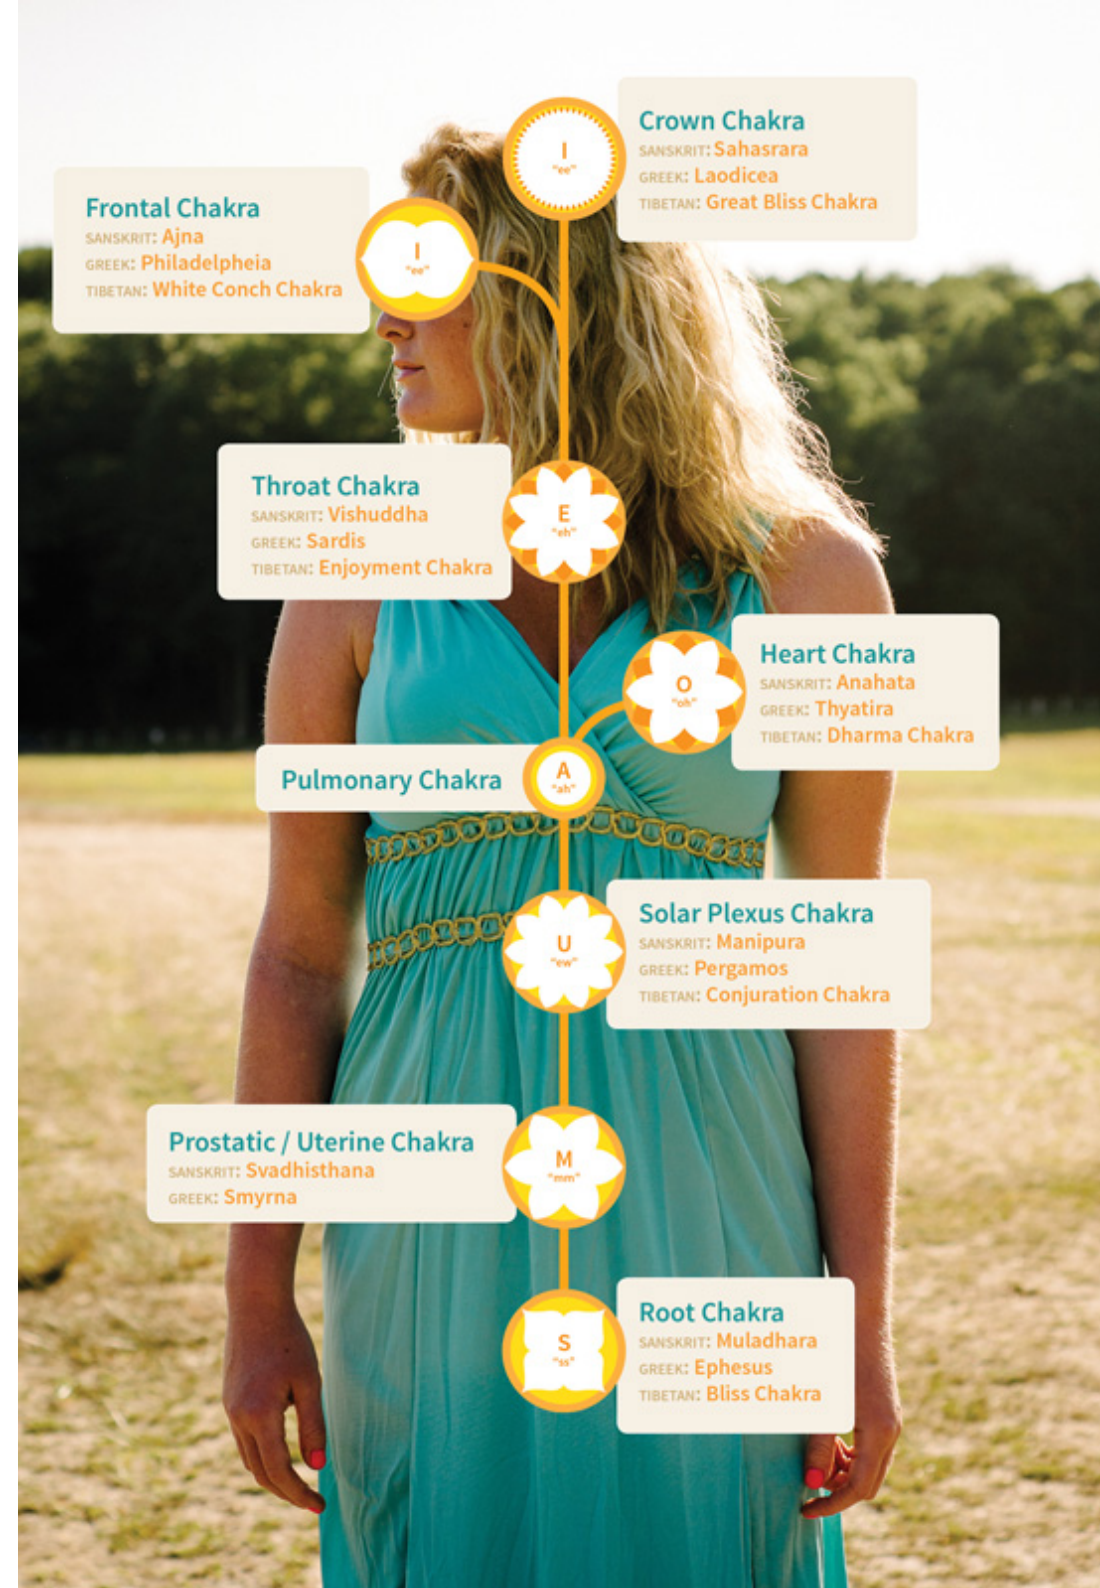 Crown Chakra
SANSKRIT: Sahasrara
GREEK: Laodicea
TIBETAN: Great Bliss Chakra
I
"ee"
Frontal Chakra
SANSKRIT: Ajna
GREEK: Philadelpheia
TIBETAN: White Conch Chakra
I
"ee"
Throat Chakra
SANSKRIT: Vishuddha
GREEK: Sardis
TIBETAN: Enjoyment Chakra
E
"eh"
Heart Chakra
SANSKRIT: Anahata
GREEK: Thyatira
TIBETAN: Dharma Chakra
O
"oh"
Pulmonary Chakra
A
"ah"
Solar Plexus Chakra
SANSKRIT: Manipura
GREEK: Pergamos
TIBETAN: Conjuration Chakra
U
"ew"
Prostatic / Uterine Chakra
SANSKRIT: Svadhisthana
GREEK: Smyrna
M
"mm"
Root Chakra
SANSKRIT: Muladhara
GREEK: Ephesus
TIBETAN: Bliss Chakra
S
"ss"